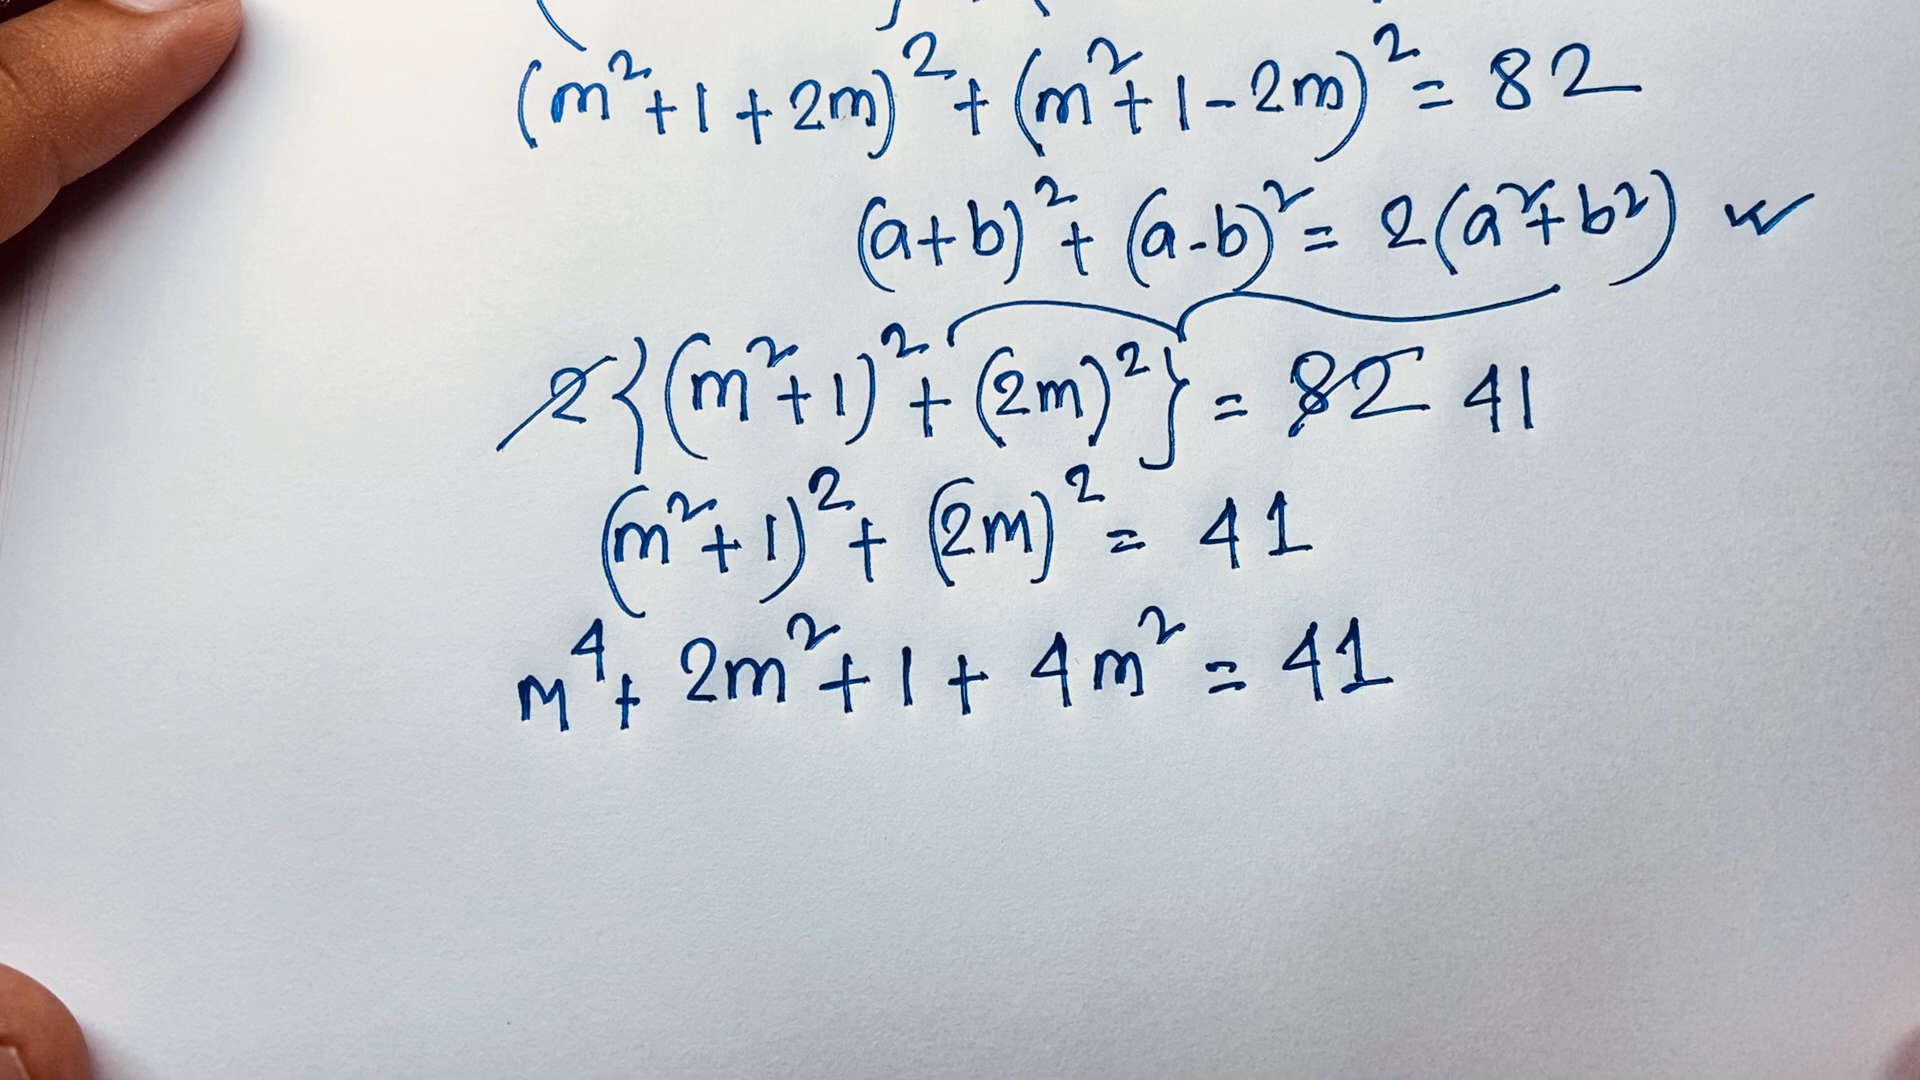 (m²+1+2m)²+(m²+1-2m)²=82
(a+b)²+(a-b)²=2(a²+b²)
2{(m²+1)²+(2m)²}=82 41
(m²+1)²+(2m)²=41
m⁴+2m²+1+4m²=41